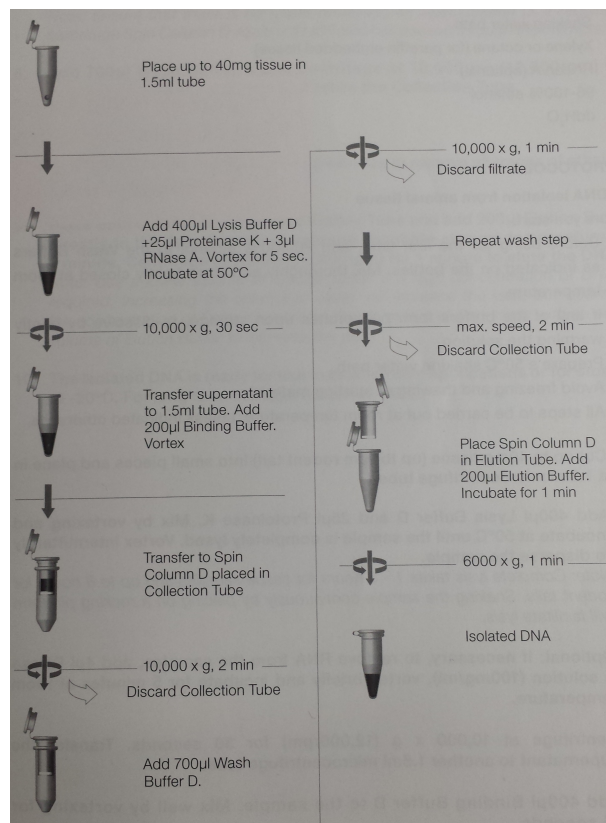 Place up to 40mg tissue in
1.5ml tube
Add 400µl Lysis Buffer D
+25µl Proteinase K + 3µl
RNase A. Vortex for 5 sec.
Incubate at 50ºC
10,000 x g, 30 sec
Transfer supernatant
to 1.5ml tube. Add
200µl Binding Buffer.
Vortex
Transfer to Spin
Column D placed in
Collection Tube
10,000 x g, 2 min
Discard Collection Tube
Add 700µl Wash
Buffer D.
10,000 x g, 1 min
Discard filtrate
Repeat wash step
max. speed, 2 min
Discard Collection Tube
Place Spin Column D
in Elution Tube. Add
200µl Elution Buffer.
Incubate for 1 min
6000 x g, 1 min
Isolated DNA